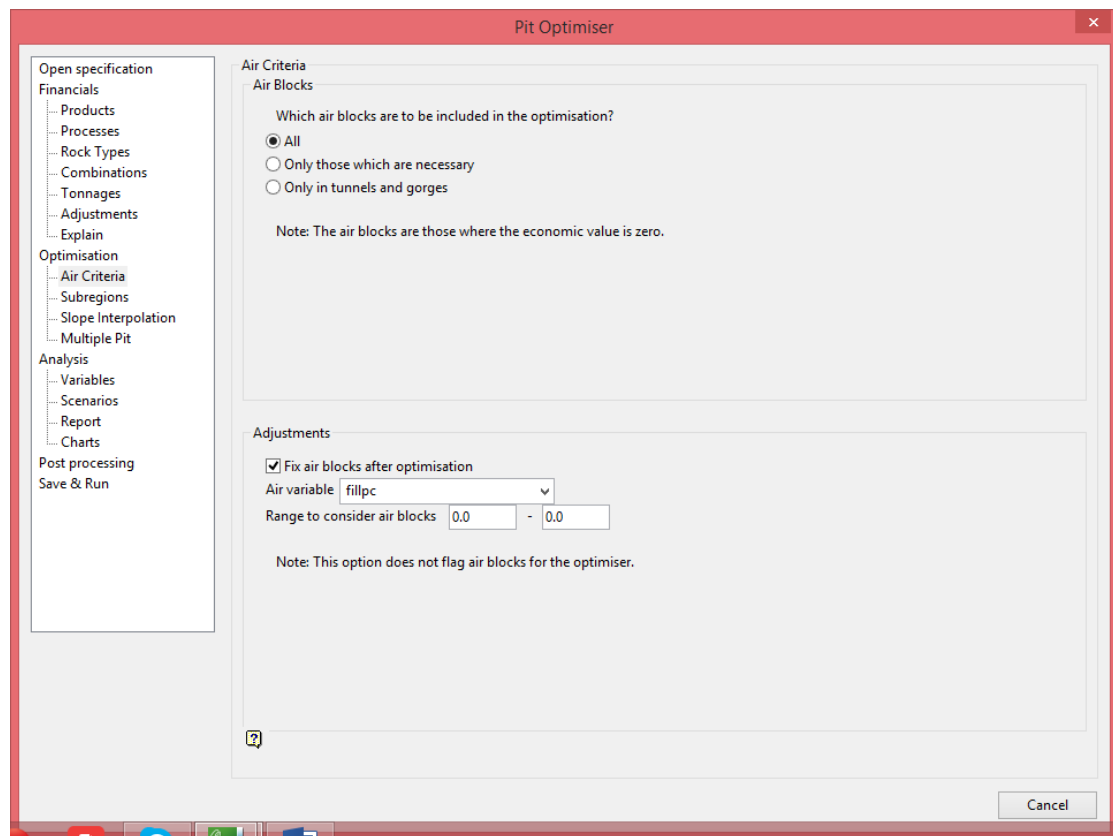 Pit Optimiser
Open specification
Financials
Products
Processes
Rock Types
Combinations
Tonnages
Adjustments
Explain
Optimisation
Air Criteria
Subregions
Slope Interpolation
Multiple Pit
Analysis
Variables
Scenarios
Report
Charts
Post processing
Save & Run
Air Criteria
Air Blocks
Which air blocks are to be included in the optimisation?
All
Only those which are necessary
Only in tunnels and gorges
Note: The air blocks are those where the economic value is zero.
Adjustments
Fix air blocks after optimisation
Air variable fillpc
Range to consider air blocks 0.0 - 0.0
Note: This option does not flag air blocks for the optimiser.
Cancel